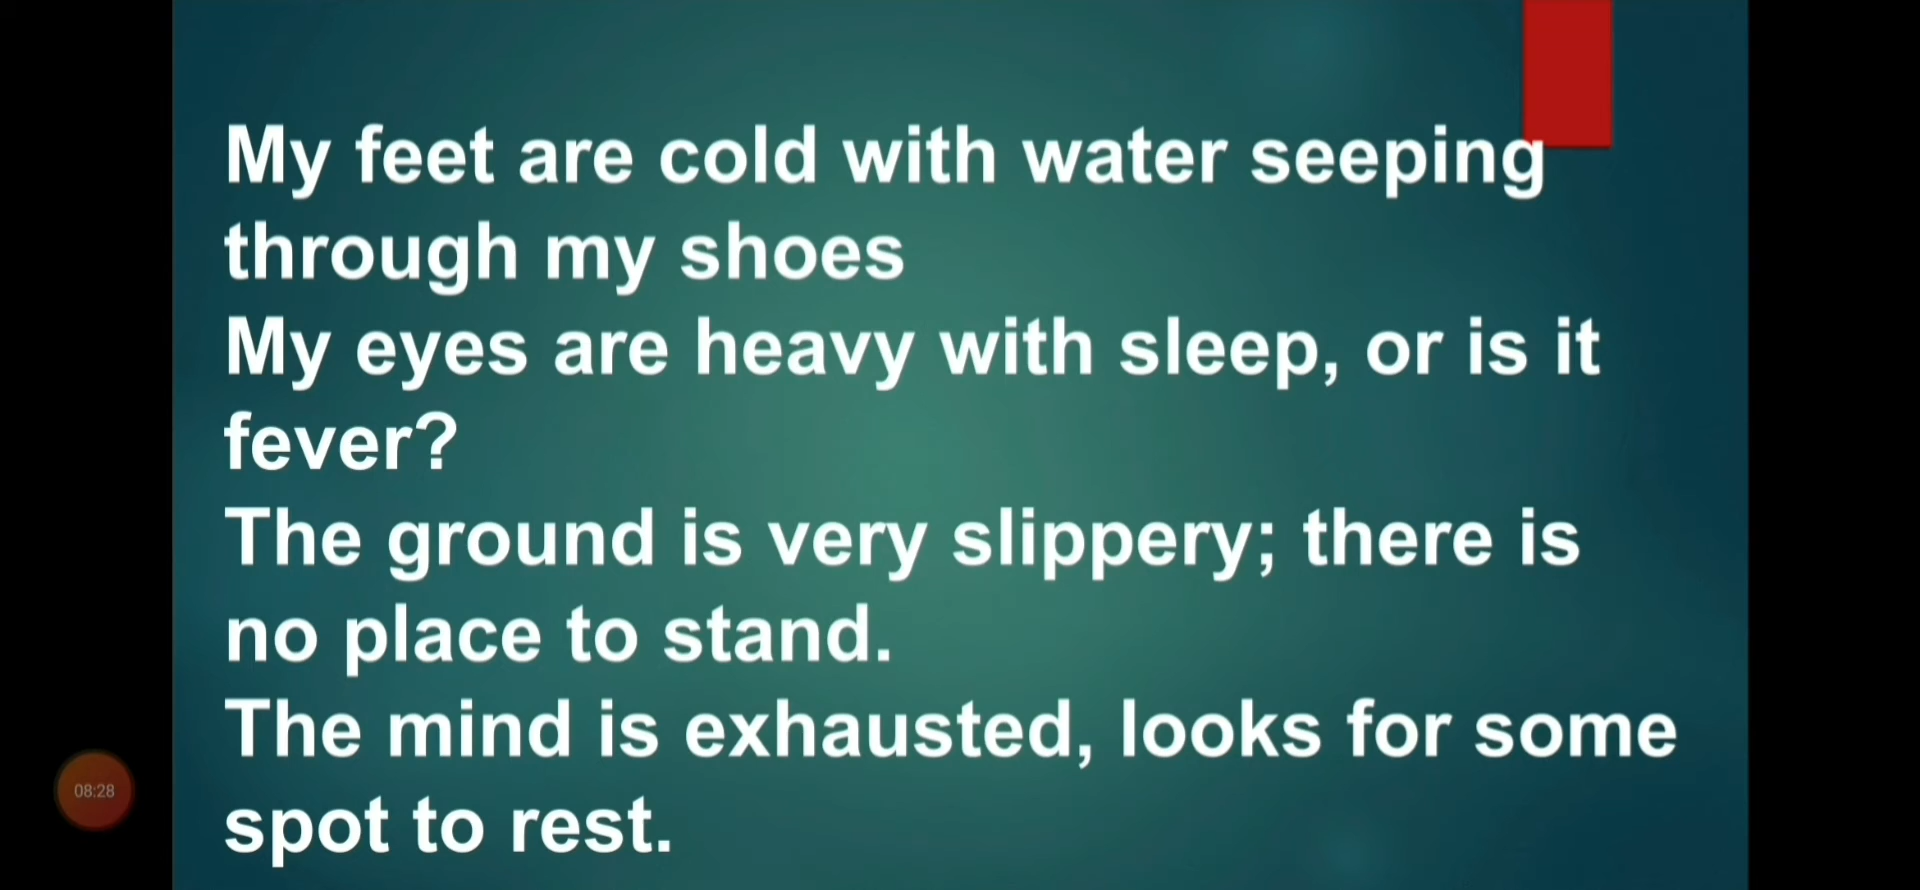 My feet are cold with water seeping
through my shoes
My eyes are heavy with sleep, or is it
fever?
The ground is very slippery; there is
no place to stand.
The mind is exhausted, looks for some
spot to rest.
08:28